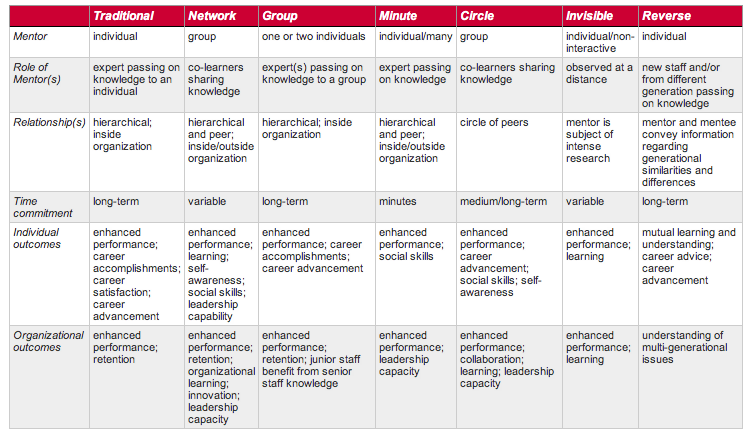 Traditional
Network
Group
Minute
Circle
Invisible
Reverse
Mentor
individual
group
one or two individuals
individual/many
group
individual/non-
interactive
individual
Role of
Mentor(s)
expert passing on
knowledge to an
individual
co-learners
sharing
knowledge
expert(s) passing on
knowledge to a group
expert passing
on knowledge
co-learners sharing
knowledge
observed at a
distance
new staff and/or
from different
generation passing
on knowledge
Relationship(s)
hierarchical;
inside
organization
hierarchical
and peer;
inside/outside
organization
hierarchical; inside
organization
hierarchical
and peer;
inside/outside
organization
circle of peers
mentor is
subject of
intense
research
mentor and mentee
convey information
regarding
generational
similarities and
differences
Time
commitment
long-term
variable
long-term
minutes
medium/long-term
variable
long-term
Individual
outcomes
enhanced
performance;
career
accomplishments;
career
satisfaction;
career
advancement
enhanced
performance;
learning;
self-
awareness;
social skills;
leadership
capability
enhanced
performance; career
accomplishments;
career advancement
enhanced
performance;
social skills
enhanced
performance;
career
advancement;
social skills; self-
awareness
enhanced
performance;
learning
mutual learning and
understanding;
career advice;
career
advancement
Organizational
outcomes
enhanced
performance;
retention
enhanced
performance;
retention;
organizational
learning;
innovation;
leadership
capacity
enhanced
performance;
retention; junior staff
benefit from senior
staff knowledge
enhanced
performance;
leadership
capacity
enhanced
performance;
collaboration;
learning; leadership
capacity
enhanced
performance;
learning
understanding of
multi-generational
issues